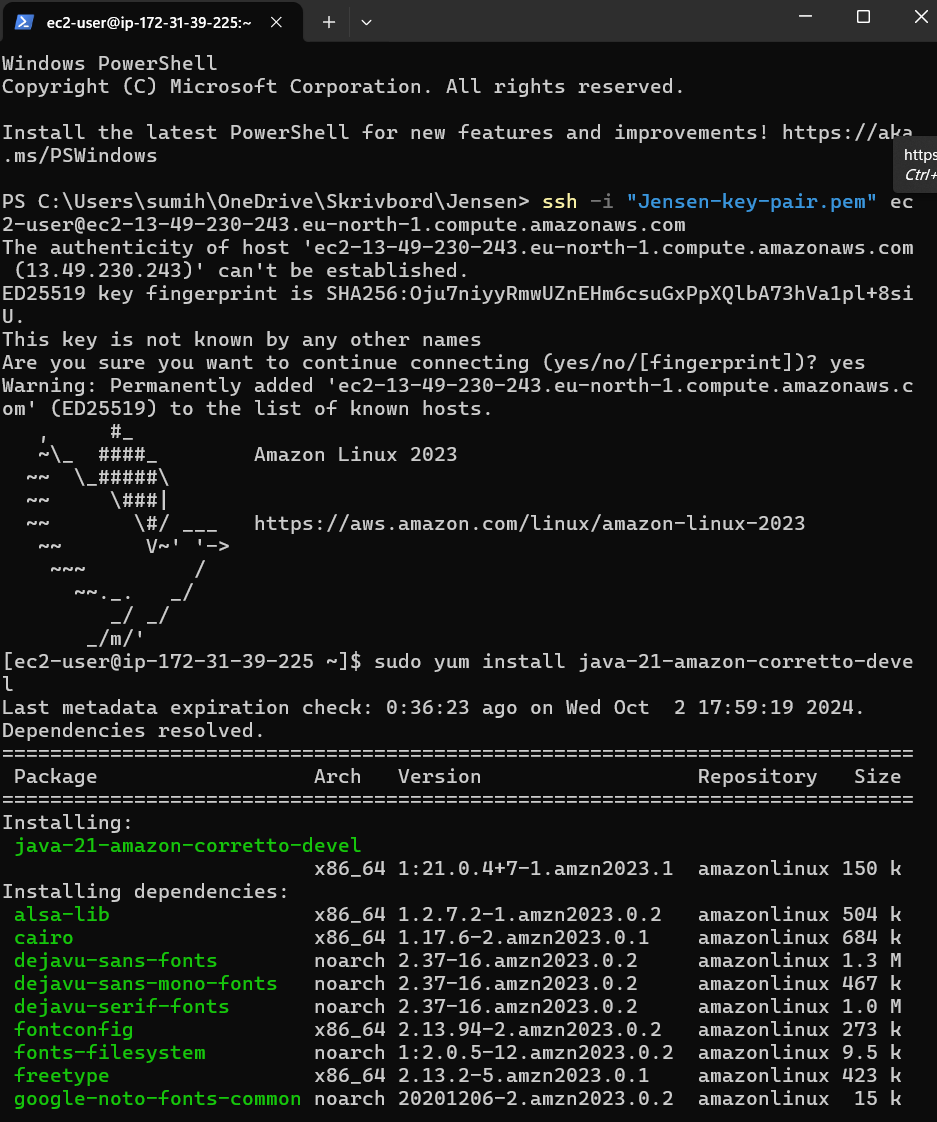 ec2-user@ip-172-31-39-225:~
Windows PowerShell
Copyright (C) Microsoft Corporation. All rights reserved.
Install the latest PowerShell for new features and improvements! https://aka
.ms/PSWindows
https
Ctrl+
PS C:\Users\sumih\OneDrive\Skrivbord\Jensen> ssh -i "Jensen-key-pair.pem" ec
2-user@ec2-13-49-230-243.eu-north-1.compute.amazonaws.com
The authenticity of host 'ec2-13-49-230-243.eu-north-1.compute.amazonaws.com
 (13.49.230.243)' can't be established.
ED25519 key fingerprint is SHA256:Oju7niyyRmwUZnEHm6csuGxPpXQlbA73hVa1pl+8si
U.
This key is not known by any other names
Are you sure you want to continue connecting (yes/no/[fingerprint])? yes
Warning: Permanently added 'ec2-13-49-230-243.eu-north-1.compute.amazonaws.c
om' (ED25519) to the list of known hosts.
   ,     #_
   ~\_  ####_        Amazon Linux 2023
  ~~  \_#####\
  ~~     \###|
  ~~       \#/ ___   https://aws.amazon.com/linux/amazon-linux-2023
   ~~       V~' '->
    ~~~         /
      ~~._.   _/
         _/ _/
       _/m/'
[ec2-user@ip-172-31-39-225 ~]$ sudo yum install java-21-amazon-corretto-deve
l
Last metadata expiration check: 0:36:23 ago on Wed Oct  2 17:59:19 2024.
Dependencies resolved.
============================================================================
 Package                  Arch   Version                  Repository   Size
============================================================================
Installing:
 java-21-amazon-corretto-devel
                          x86_64 1:21.0.4+7-1.amzn2023.1  amazonlinux 150 k
Installing dependencies:
 alsa-lib                 x86_64 1.2.7.2-1.amzn2023.0.2   amazonlinux 504 k
 cairo                    x86_64 1.17.6-2.amzn2023.0.1    amazonlinux 684 k
 dejavu-sans-fonts        noarch 2.37-16.amzn2023.0.2     amazonlinux 1.3 M
 dejavu-sans-mono-fonts   noarch 2.37-16.amzn2023.0.2     amazonlinux 467 k
 dejavu-serif-fonts       noarch 2.37-16.amzn2023.0.2     amazonlinux 1.0 M
 fontconfig               x86_64 2.13.94-2.amzn2023.0.2   amazonlinux 273 k
 fonts-filesystem         noarch 1:2.0.5-12.amzn2023.0.2  amazonlinux 9.5 k
 freetype                 x86_64 2.13.2-5.amzn2023.0.1    amazonlinux 423 k
 google-noto-fonts-common noarch 20201206-2.amzn2023.0.2  amazonlinux  15 k